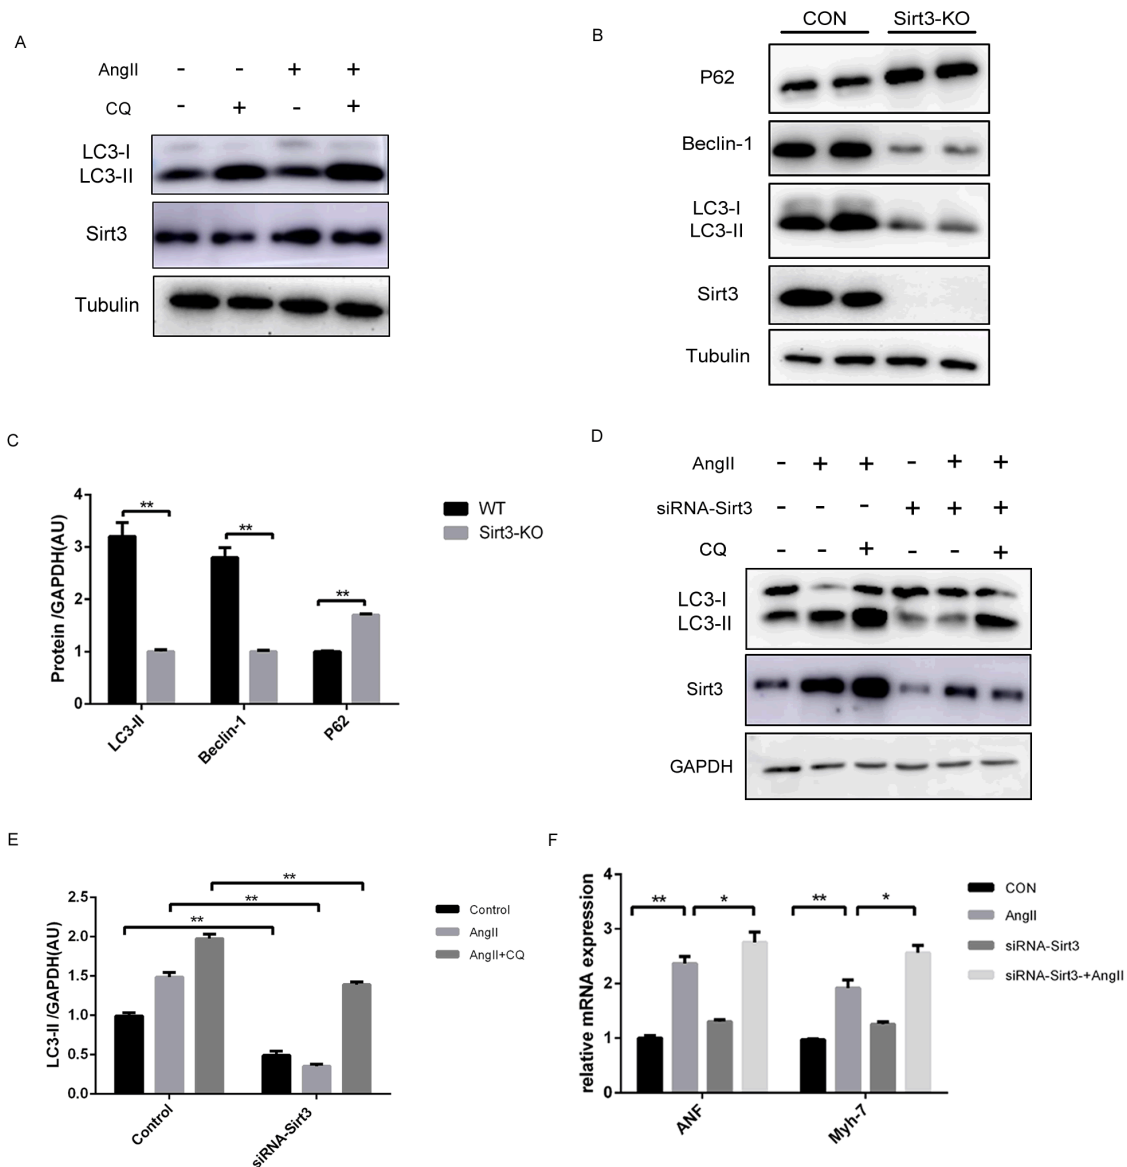 A
AngII - - + +
CQ - + - +
LC3-I
LC3-II
Sirt3
Tubulin
B
CON Sirt3-KO
P62
Beclin-1
LC3-I
LC3-II
Sirt3
Tubulin
C
Protein /GAPDH(AU)
4
3
2
1
0
** ** **
LC3-II Beclin-1 P62
WT
Sirt3-KO
D
AngII - + + - + +
siRNA-Sirt3 - - - + + +
CQ - - + - - +
LC3-I
LC3-II
Sirt3
GAPDH
E
LC3-II /GAPDH(AU)
2.5
2.0
1.5
1.0
0.5
0.0
**
**
**
Control siRNA-Sirt3
Control
AngII
AngII+CQ
F
relative mRNA expression
4
3
2
1
0
** * ** *
ANF Myh-7
CON
AngII
siRNA-Sirt3
siRNA-Sirt3-+AngII